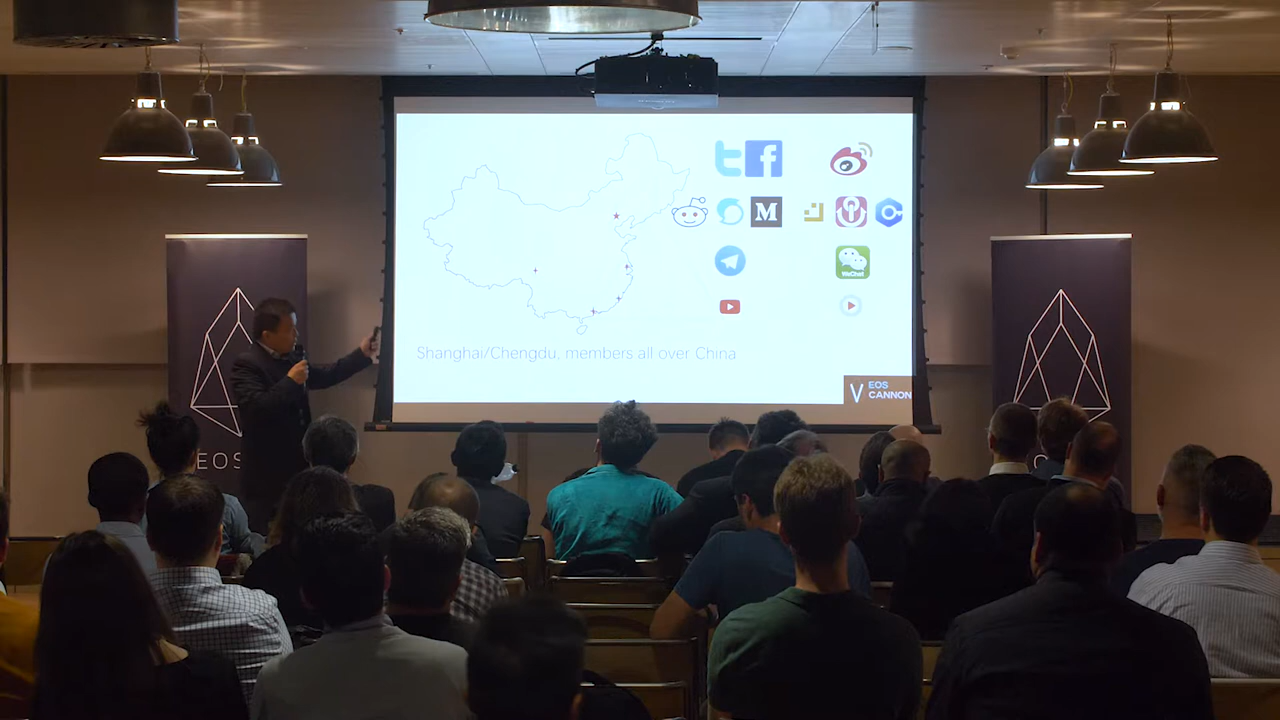 M
WeChat
Shanghai/Chengdu, members all over China
EOS
CANNON
EOS